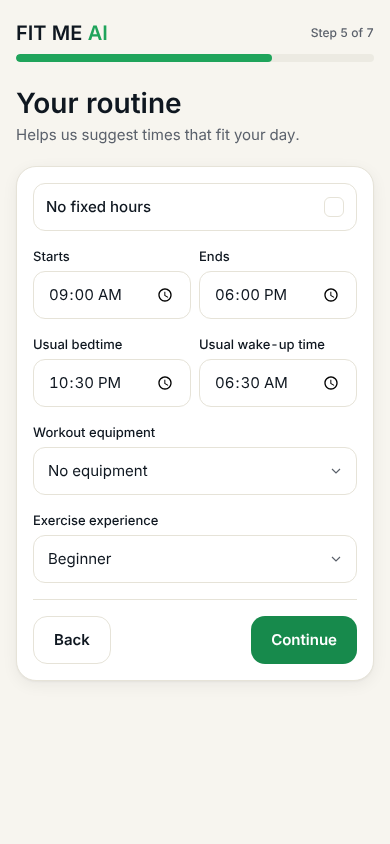 FIT ME AI
Step 5 of 7
Your routine
Helps us suggest times that fit your day.
No fixed hours
Starts Ends
09:00 AM 06:00 PM
Usual bedtime Usual wake-up time
10:30 PM 06:30 AM
Workout equipment
No equipment
Exercise experience
Beginner
Back Continue